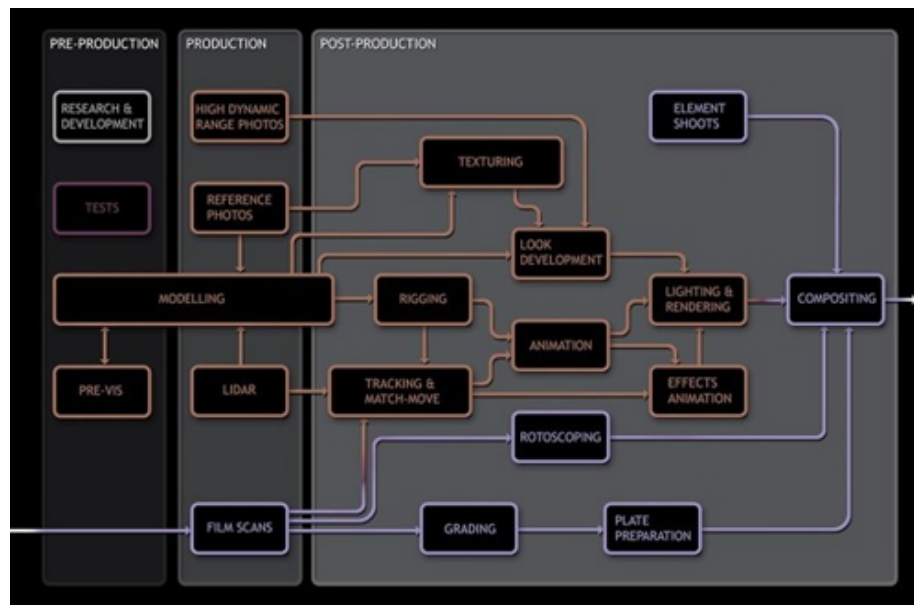 PRE-PRODUCTION
PRODUCTION
POST-PRODUCTION
RESEARCH &
DEVELOPMENT
HIGH DYNAMIC
RANGE PHOTOS
ELEMENT
SHOOTS
TEXTURING
TESTS
REFERENCE
PHOTOS
LOOK
DEVELOPMENT
MODELLING
RIGGING
LIGHTING &
RENDERING
COMPOSITING
ANIMATION
PRE-VIS
LIDAR
TRACKING &
MATCH-MOVE
EFFECTS
ANIMATION
ROTOSCOPING
FILM SCANS
GRADING
PLATE
PREPARATION